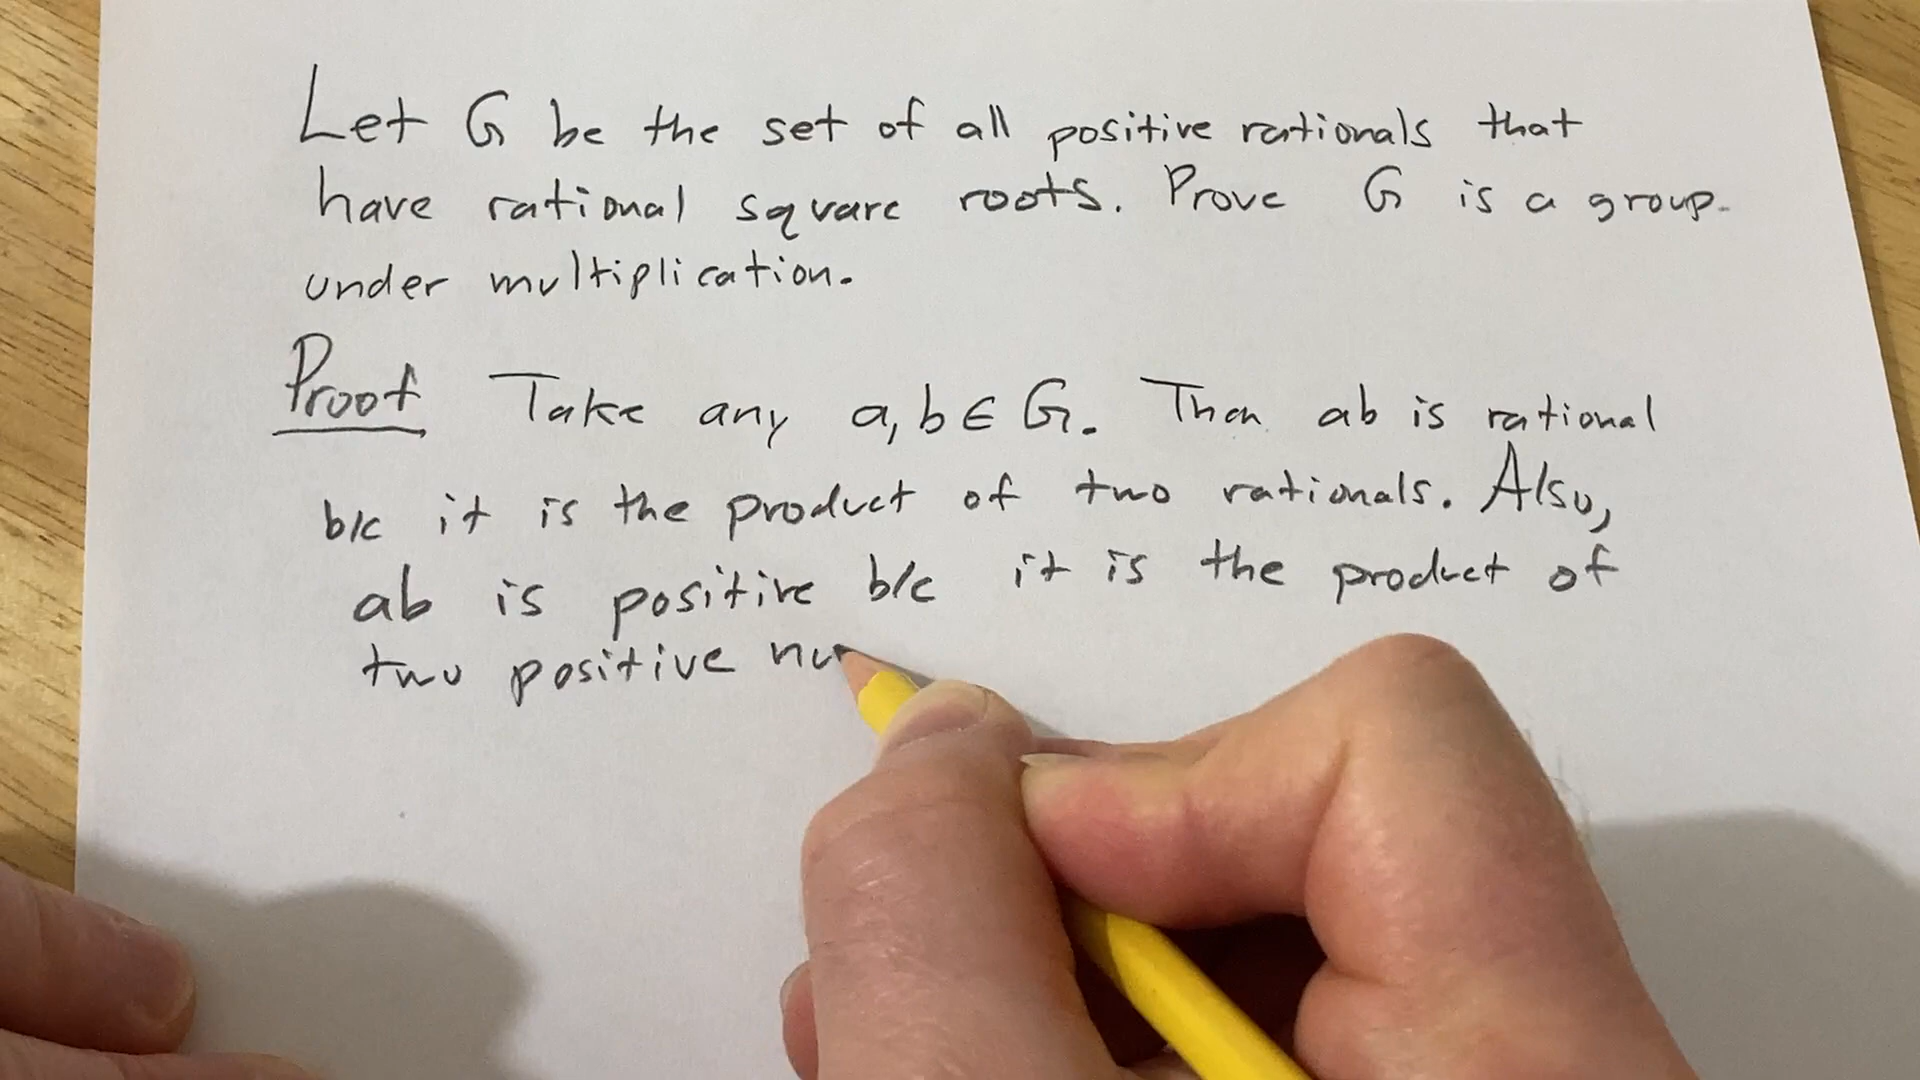 Let G be the set of all positive rationals that
have rational square roots. Prove G is a group.
under multiplication.
Proof Take any a, b ∈ G. Then ab is rational
b/c it is the product of two rationals. Also,
ab is positive b/c it is the product of
two positive nu